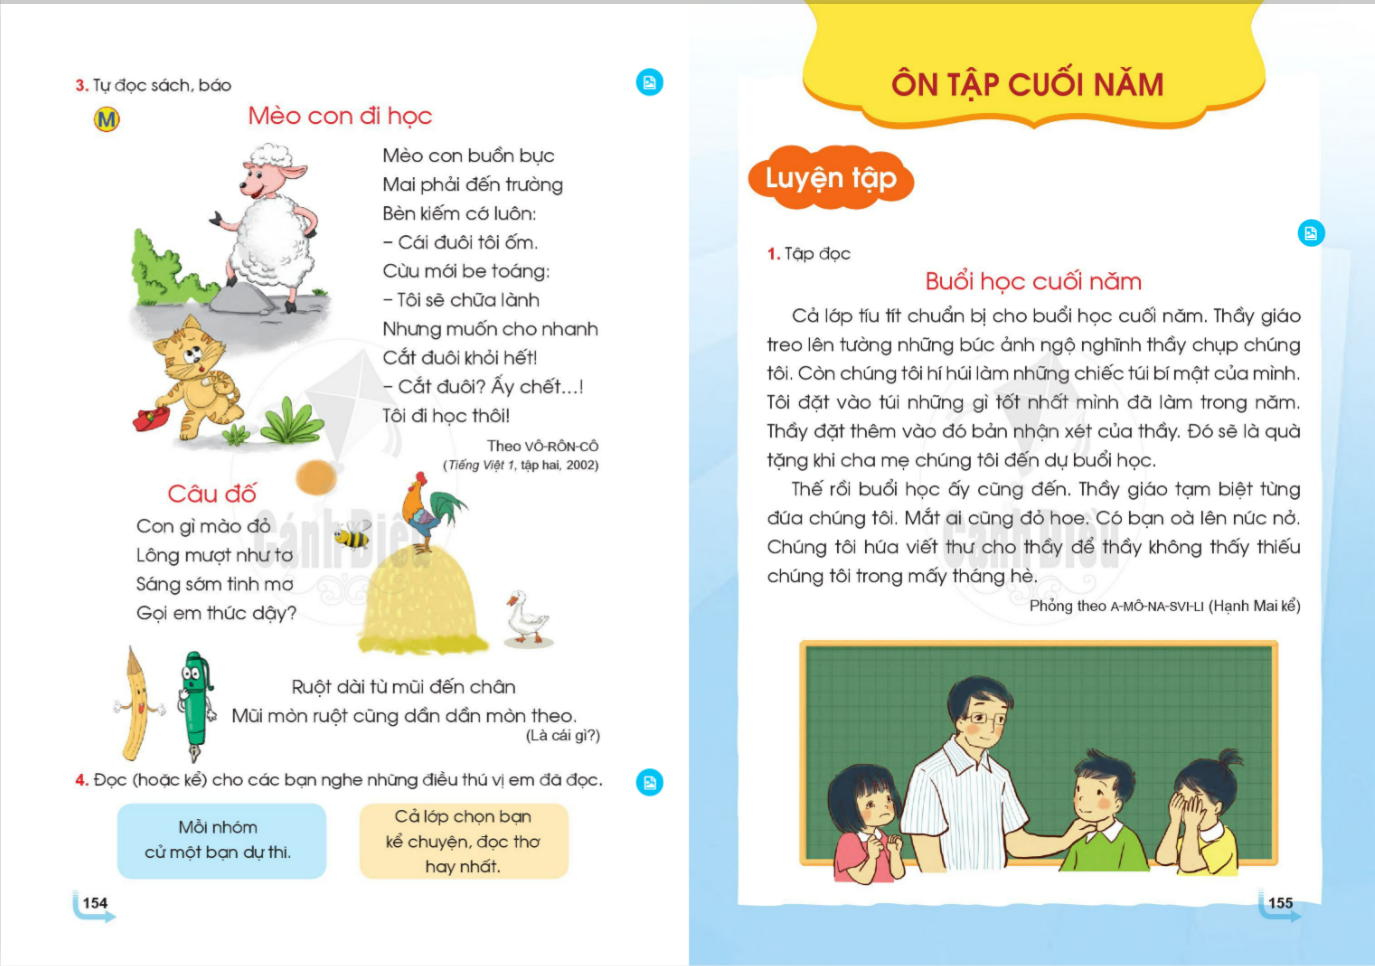 3. Tự đọc sách, báo
M
Mèo con đi học
Mèo con buồn bực
Mai phải đến trường
Bèn kiếm cớ luôn:
– Cái đuôi tôi ốm.
Cừu mới be toáng:
– Tôi sẽ chữa lành
Nhưng muốn cho nhanh
Cắt đuôi khỏi hết!
– Cắt đuôi? Ấy chết...!
Tôi đi học thôi!
Theo VÔ-RÔN-CÔ
(Tiếng Việt 1, tập hai, 2002)
Câu đố
Con gì mào đỏ
Lông mượt như tơ
Sáng sớm tinh mơ
Gọi em thức dậy?
Ruột dài từ mũi đến chân
Mũi mòn ruột cũng dần dần mòn theo.
(Là cái gì?)
4. Đọc (hoặc kể) cho các bạn nghe những điều thú vị em đã đọc.
Mỗi nhóm
cử một bạn dự thi.
Cả lớp chọn bạn
kể chuyện, đọc thơ
hay nhất.
154
Cánh Diều
ÔN TẬP CUỐI NĂM
Luyện tập
1. Tập đọc
Buổi học cuối năm
Cả lớp tíu tít chuẩn bị cho buổi học cuối năm. Thầy giáo
treo lên tường những bức ảnh ngộ nghĩnh thầy chụp chúng
tôi. Còn chúng tôi hí húi làm những chiếc túi bí mật của mình.
Tôi đặt vào túi những gì tốt nhất mình đã làm trong năm.
Thầy đặt thêm vào đó bản nhận xét của thầy. Đó sẽ là quà
tặng khi cha mẹ chúng tôi đến dự buổi học.
Thế rồi buổi học ấy cũng đến. Thầy giáo tạm biệt từng
đứa chúng tôi. Mắt ai cũng đỏ hoe. Có bạn oà lên nức nở.
Chúng tôi hứa viết thư cho thầy để thầy không thấy thiếu
chúng tôi trong mấy tháng hè.
Phỏng theo A-MÔ-NA-SVI-LI (Hạnh Mai kể)
155
Cánh Diều